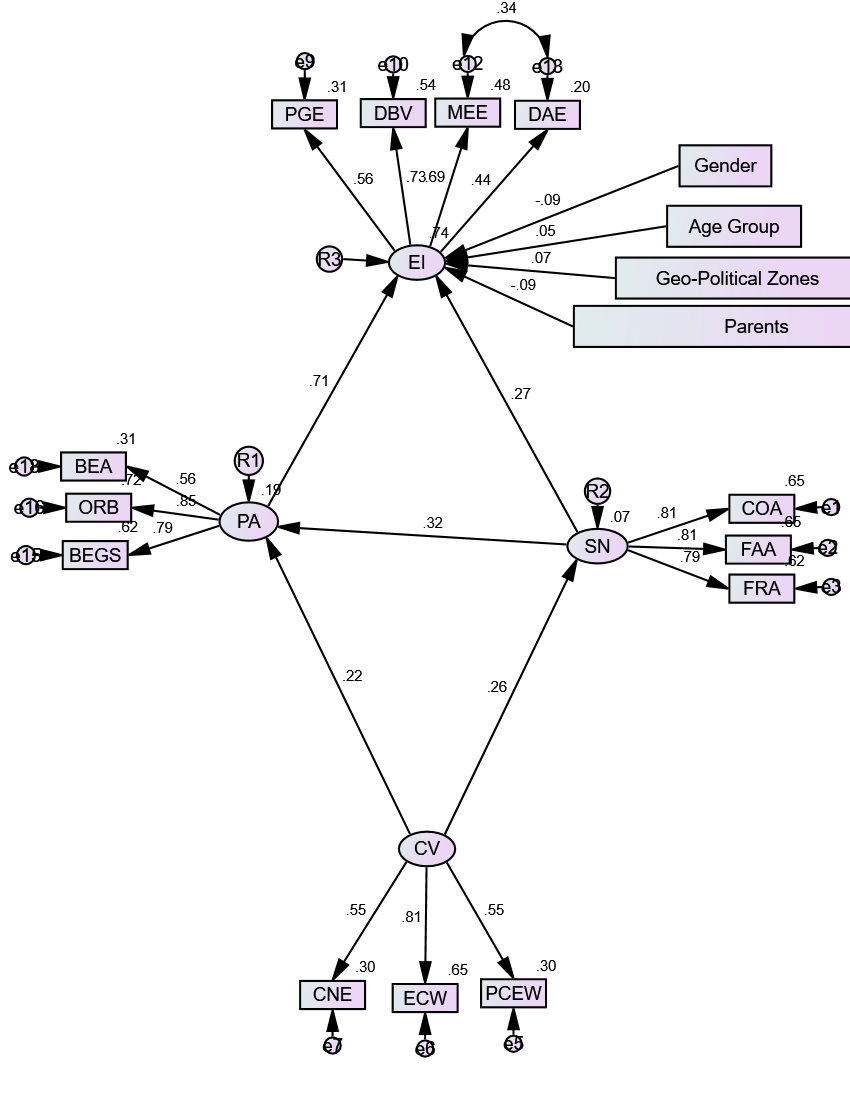 .34
e9
e10
e12
e13
.31
.54
.48
.20
PGE
DBV
MEE
DAE
Gender
.56
.73
.69
.44
-.09
Age Group
.74
.05
R3
EI
.07
Geo-Political Zones
-.09
Parents
.71
.27
.31
R1
e18
BEA
.72
.56
.19
R2
.65
e16
ORB
.85
PA
.32
.07
.81
COA
e1
.62
.79
.65
e15
BEGS
SN
.81
FAA
e2
.79
.62
FRA
e3
.22
.26
CV
.55
.81
.55
.30
.65
.30
CNE
ECW
PCEW
e7
e6
e5